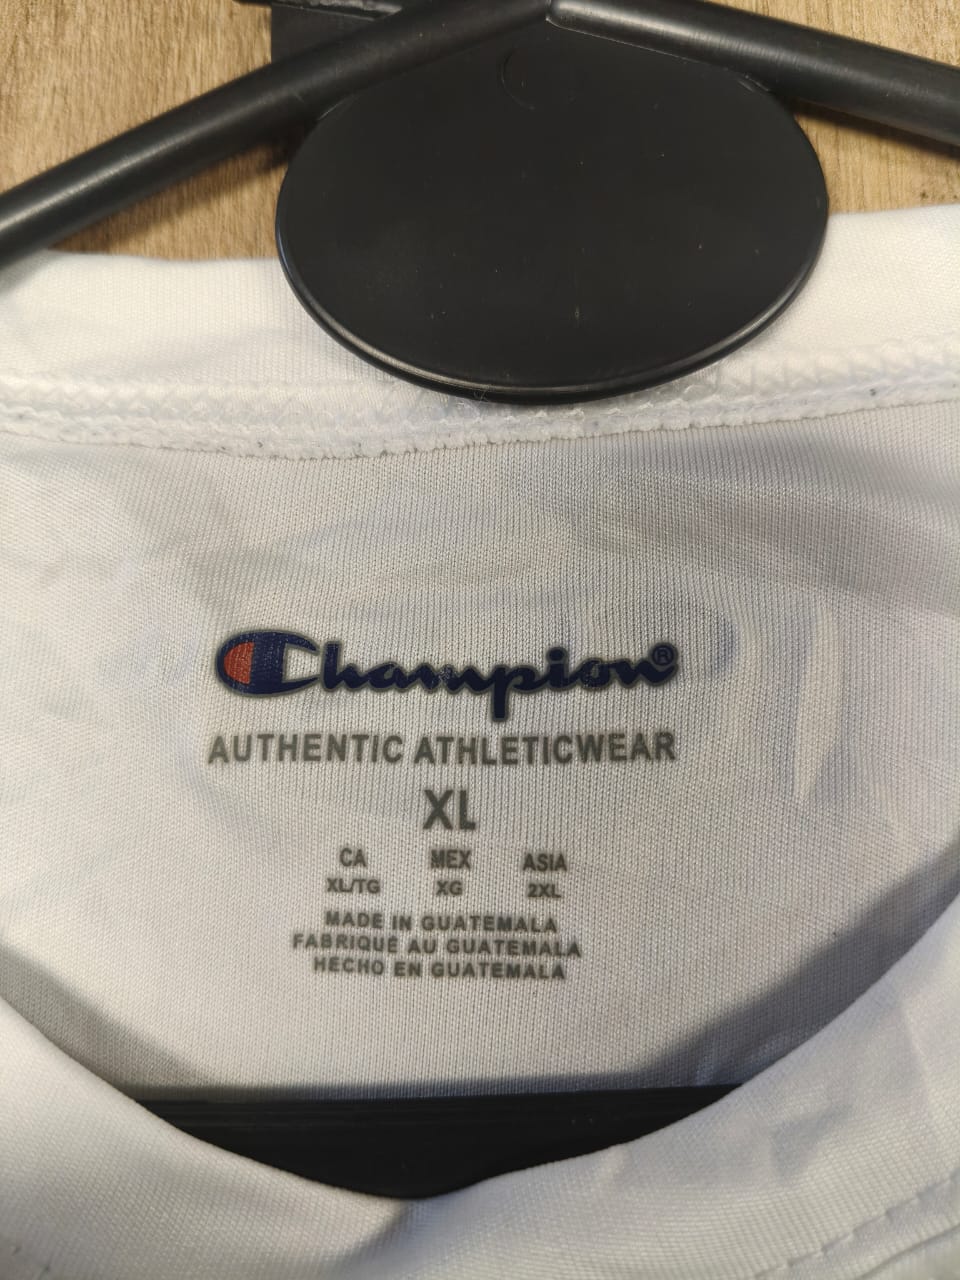 Champion®
AUTHENTIC ATHLETICWEAR
XL
CA MEX ASIA
XL/TG XG 2XL
MADE IN GUATEMALA
FABRIQUÉ AU GUATEMALA
HECHO EN GUATEMALA